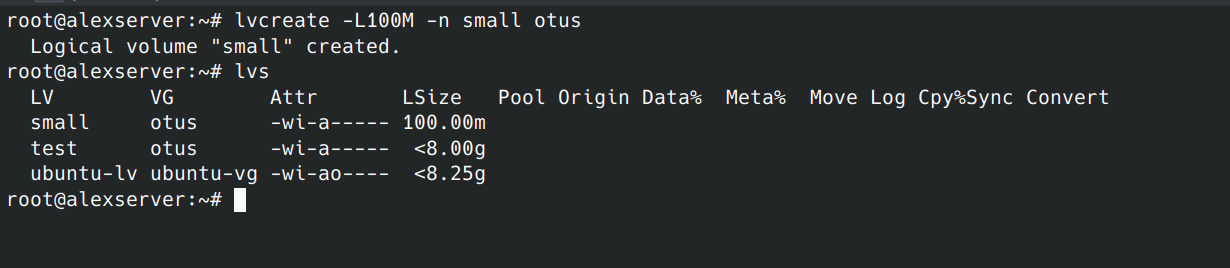 root@alexserver:~# lvcreate -L100M -n small otus
  Logical volume "small" created.
root@alexserver:~# lvs
  LV        VG        Attr       LSize   Pool Origin Data%  Meta%  Move Log Cpy%Sync Convert
  small     otus      -wi-a----- 100.00m
  test      otus      -wi-a-----  <8.00g
  ubuntu-lv ubuntu-vg -wi-ao----  <8.25g
root@alexserver:~#